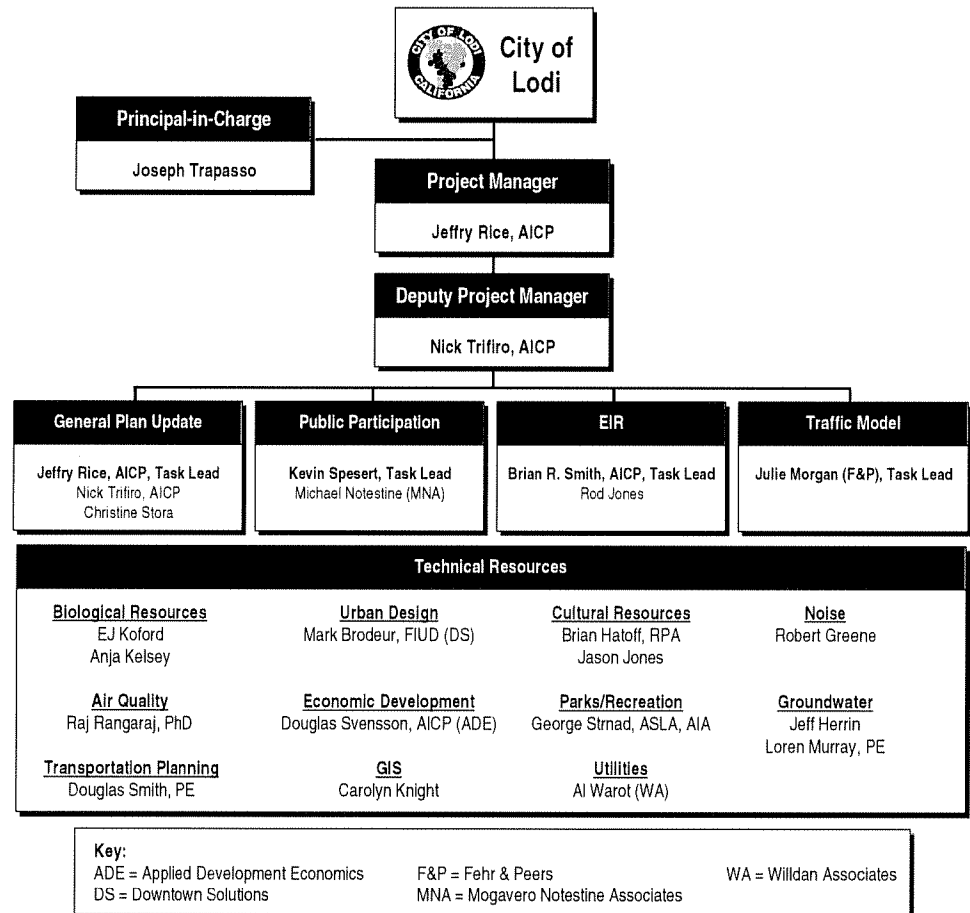 CITY OF LODI
CALIFORNIA
City of
Lodi
Principal-in-Charge
Joseph Trapasso
Project Manager
Jeffry Rice, AICP
Deputy Project Manager
Nick Trifiro, AICP
General Plan Update
Jeffry Rice, AICP, Task Lead
Nick Trifiro, AICP
Christine Stora
Public Participation
Kevin Spesert, Task Lead
Michael Notestine (MNA)
EIR
Brian R. Smith, AICP, Task Lead
Rod Jones
Traffic Model
Julie Morgan (F&P), Task Lead
Technical Resources
Biological Resources
EJ Koford
Anja Kelsey
Urban Design
Mark Brodeur, FIUD (DS)
Cultural Resources
Brian Hatoff, RPA
Jason Jones
Noise
Robert Greene
Air Quality
Raj Rangaraj, PhD
Economic Development
Douglas Svensson, AICP (ADE)
Parks/Recreation
George Strnad, ASLA, AIA
Groundwater
Jeff Herrin
Loren Murray, PE
Transportation Planning
Douglas Smith, PE
GIS
Carolyn Knight
Utilities
Al Warot (WA)
Key:
ADE = Applied Development Economics
DS = Downtown Solutions
F&P = Fehr & Peers
MNA = Mogavero Notestine Associates
WA = Willdan Associates